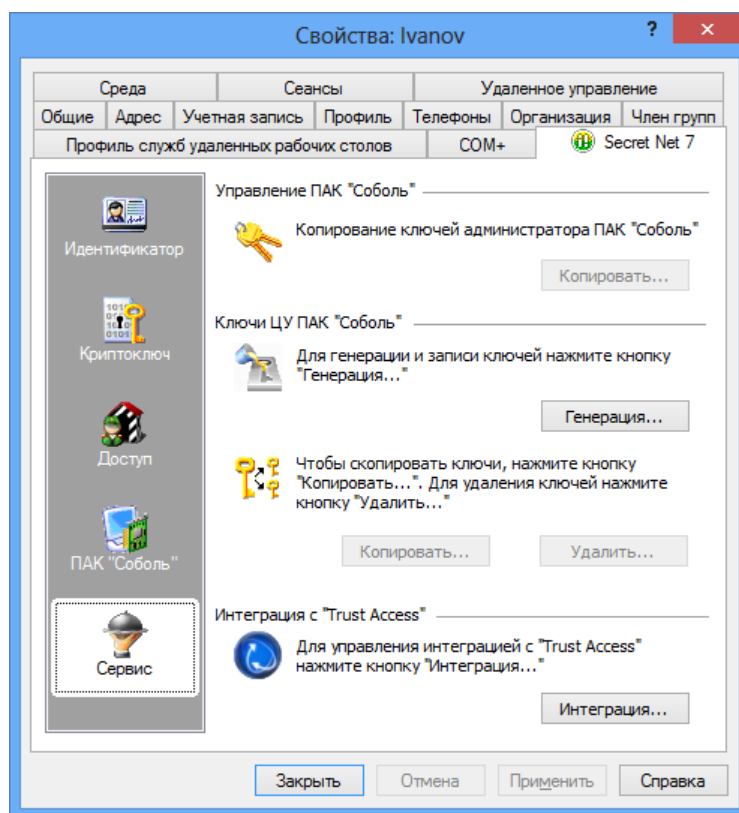 Свойства: Ivanov
?
×
Среда
Сеансы
Удаленное управление
Общие
Адрес
Учетная запись
Профиль
Телефоны
Организация
Член групп
Профиль служб удаленных рабочих столов
COM+
Secret Net 7
Идентификатор
Криптоключ
Доступ
ПАК "Соболь"
Сервис
Управление ПАК "Соболь"
Копирование ключей администратора ПАК "Соболь"
Копировать...
Ключи ЦУ ПАК "Соболь"
Для генерации и записи ключей нажмите кнопку
"Генерация..."
Генерация...
Чтобы скопировать ключи, нажмите кнопку
"Копировать...". Для удаления ключей нажмите
кнопку "Удалить..."
Копировать...
Удалить...
Интеграция с "Trust Access"
Для управления интеграцией с "Trust Access"
нажмите кнопку "Интеграция..."
Интеграция...
Закрыть
Отмена
Применить
Справка